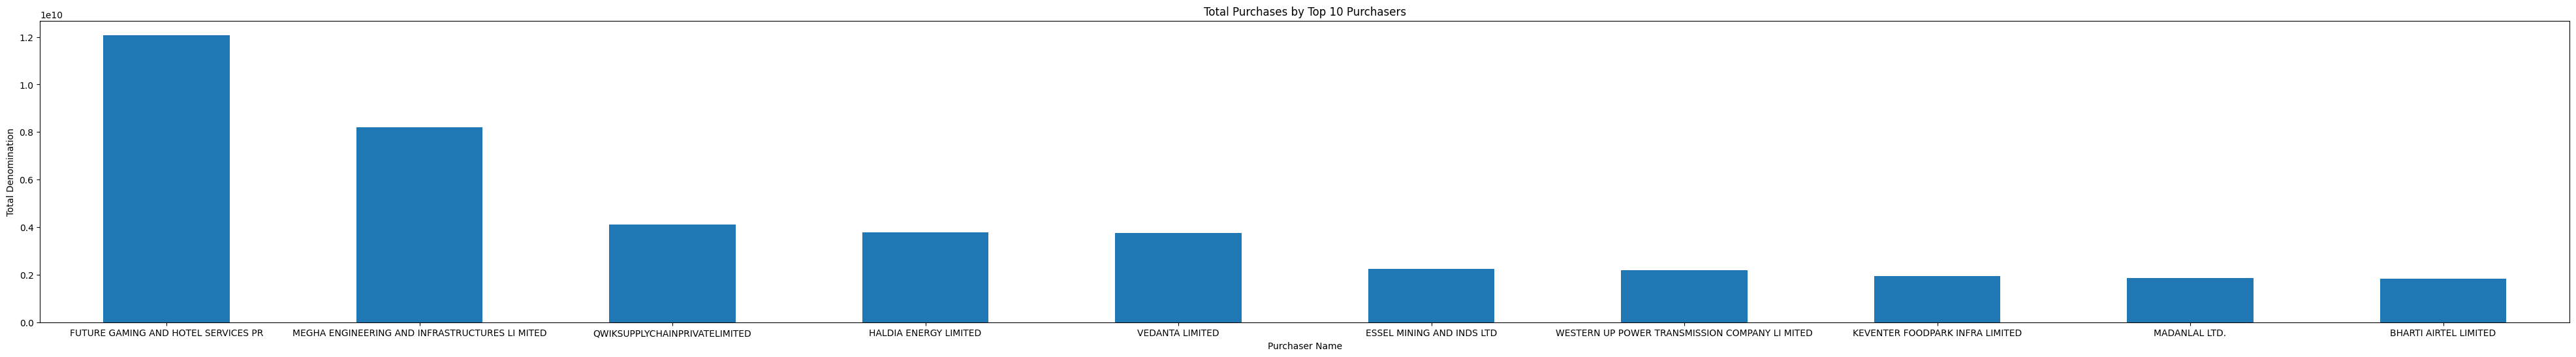 Total Purchases by Top 10 Purchasers
1e10
1.2
1.0
0.8
0.6
0.4
0.2
0.0
Total Denomination
FUTURE GAMING AND HOTEL SERVICES PR
MEGHA ENGINEERING AND INFRASTRUCTURES LI MITED
QWIKSUPPLYCHAINPRIVATELIMITED
HALDIA ENERGY LIMITED
VEDANTA LIMITED
ESSEL MINING AND INDS LTD
WESTERN UP POWER TRANSMISSION COMPANY LI MITED
KEVENTER FOODPARK INFRA LIMITED
MADANLAL LTD.
BHARTI AIRTEL LIMITED
Purchaser Name